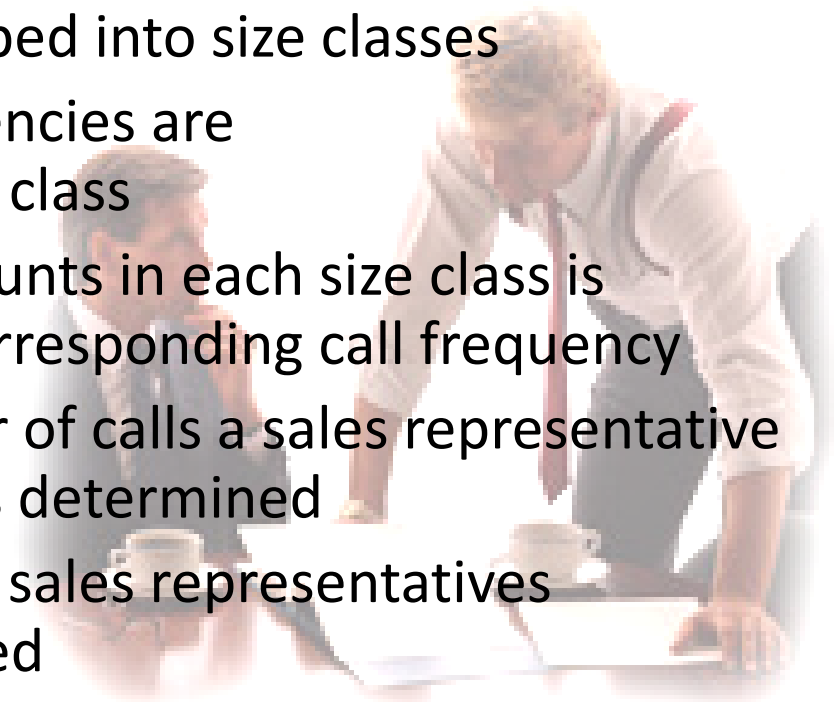 ped into size classes
encies are
class
unts in each size class is
rresponding call frequency
r of calls a sales representative
s determined
sales representatives
ed